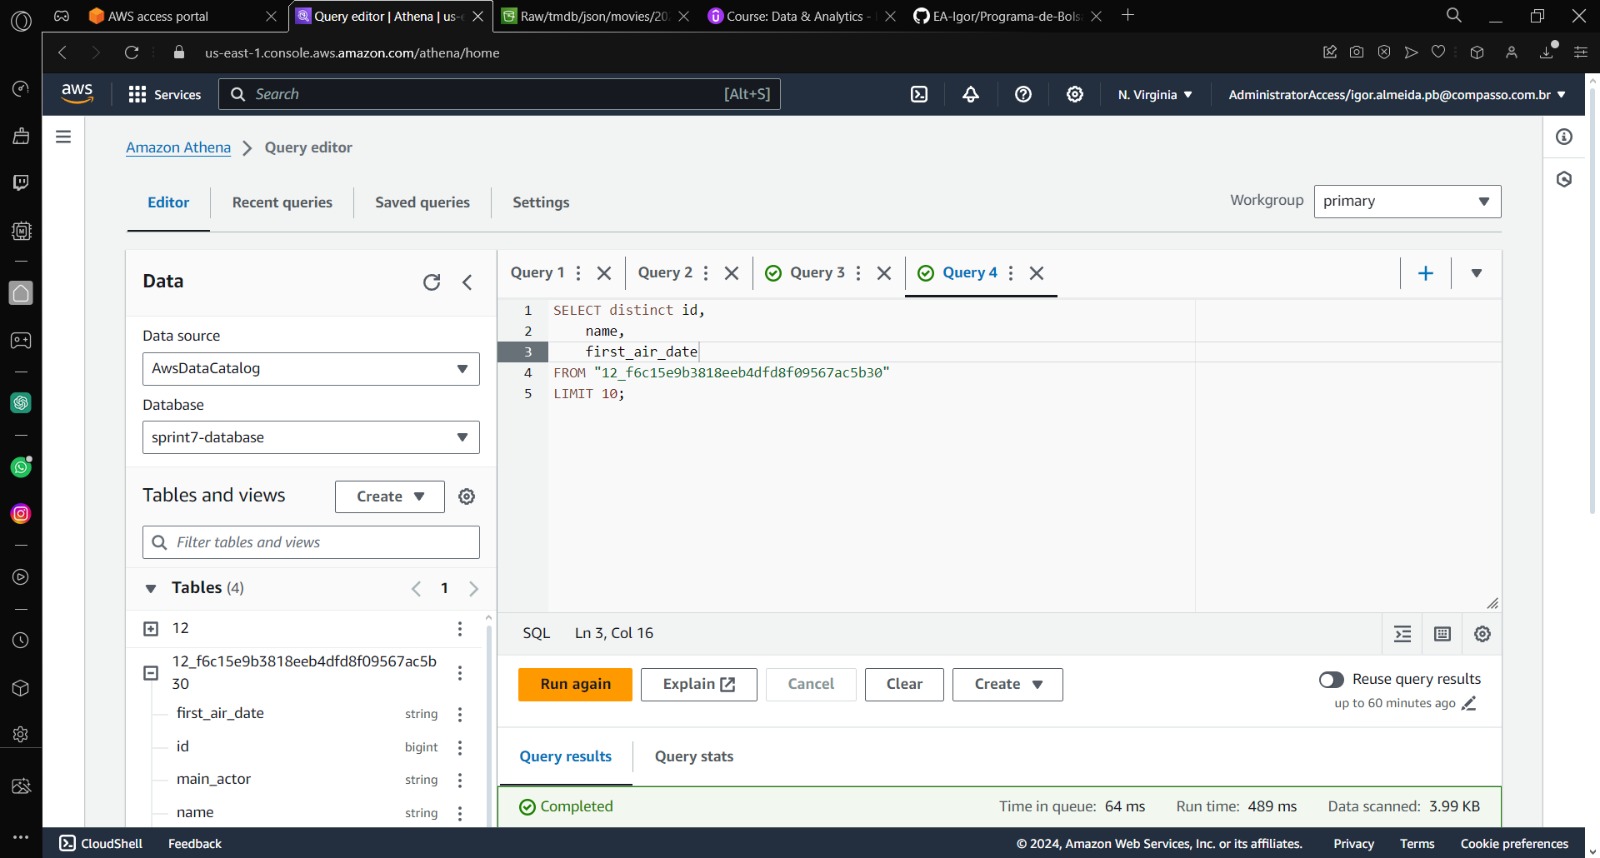 AWS access portal
Query editor | Athena | us-
Raw/tmdb/json/movies/20
Course: Data & Analytics -
EA-Igor/Programa-de-Bols
us-east-1.console.aws.amazon.com/athena/home
aws
Services
Search
[Alt+S]
N. Virginia
AdministratorAccess/igor.almeida.pb@compasso.com.br
Amazon Athena
Query editor
Editor
Recent queries
Saved queries
Settings
Workgroup
primary
Data
Query 1
Query 2
Query 3
Query 4
Data source
AwsDataCatalog
Database
sprint7-database
Tables and views
Create
Filter tables and views
Tables (4)
1
12
12_f6c15e9b3818eeb4dfd8f09567ac5b
30
first_air_date string
id bigint
main_actor string
name string
1 SELECT distinct id,
2 name,
3 first_air_date
4 FROM "12_f6c15e9b3818eeb4dfd8f09567ac5b30"
5 LIMIT 10;
SQL
Ln 3, Col 16
Run again
Explain
Cancel
Clear
Create
Reuse query results
up to 60 minutes ago
Query results
Query stats
Completed
Time in queue: 64 ms
Run time: 489 ms
Data scanned: 3.99 KB
CloudShell
Feedback
© 2024, Amazon Web Services, Inc. or its affiliates.
Privacy
Terms
Cookie preferences